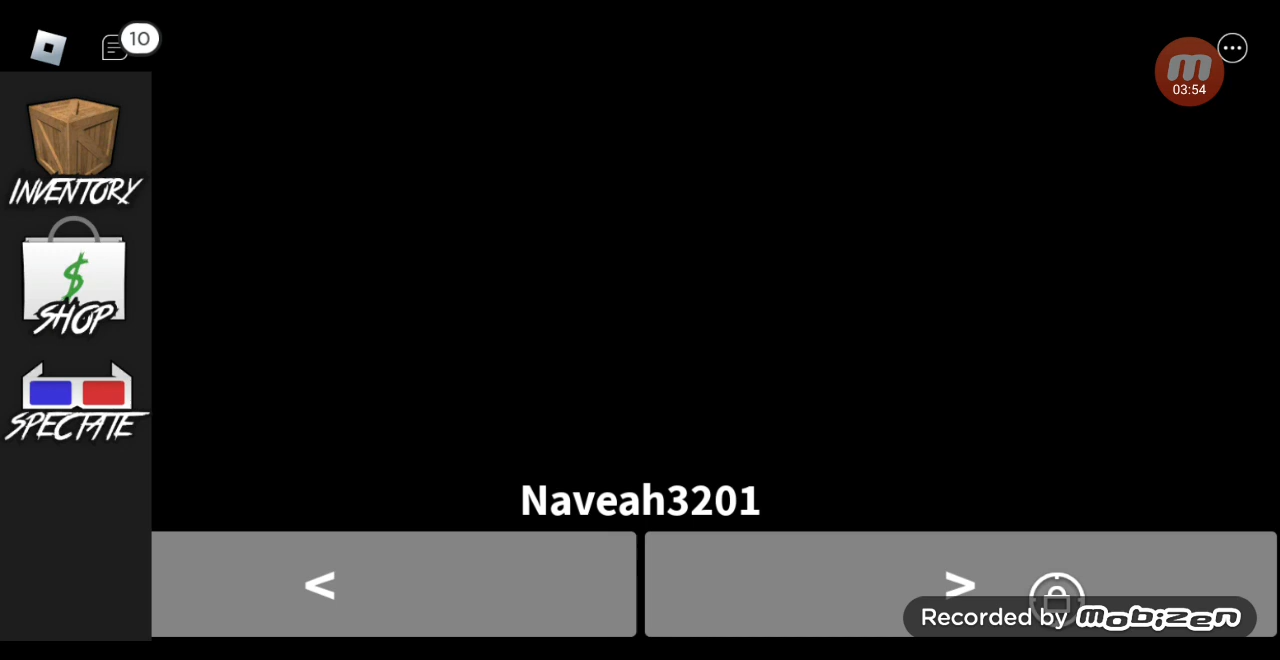 10
03:54
INVENTORY
$
SHOP
SPECTATE
Naveah3201
< >
Recorded by mobizen